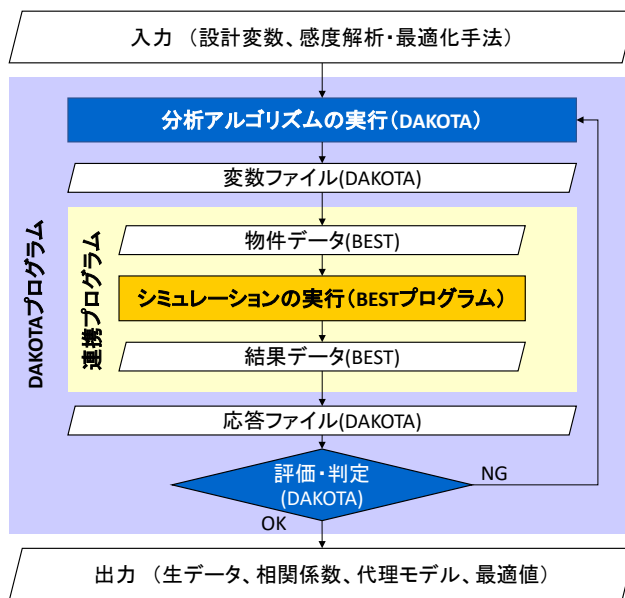 入力 （設計変数、感度解析・最適化手法）
分析アルゴリズムの実行（DAKOTA）
変数ファイル(DAKOTA)
DAKOTAプログラム
連携プログラム
物件データ(BEST)
シミュレーションの実行（BESTプログラム）
結果データ(BEST)
応答ファイル(DAKOTA)
評価・判定
(DAKOTA)
NG
OK
出力 （生データ、相関係数、代理モデル、最適値）